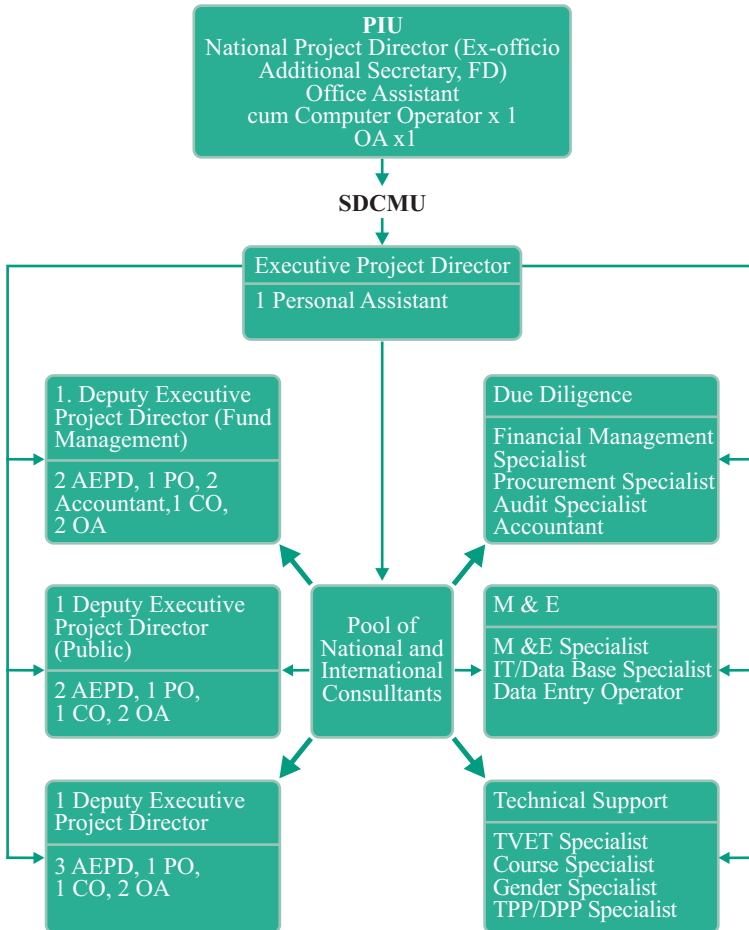 PIU
National Project Director (Ex-officio
Additional Secretary, FD)
Office Assistant
cum Computer Operator x 1
OA x1
SDCMU
Executive Project Director
1 Personal Assistant
1. Deputy Executive
Project Director (Fund
Management)
2 AEPD, 1 PO, 2
Accountant,1 CO,
2 OA
Due Diligence
Financial Management
Specialist
Procurement Specialist
Audit Specialist
Accountant
1 Deputy Executive
Project Director
(Public)
2 AEPD, 1 PO,
1 CO, 2 OA
Pool of
National and
International
Consulltants
M & E
M &E Specialist
IT/Data Base Specialist
Data Entry Operator
1 Deputy Executive
Project Director
3 AEPD, 1 PO,
1 CO, 2 OA
Technical Support
TVET Specialist
Course Specialist
Gender Specialist
TPP/DPP Specialist